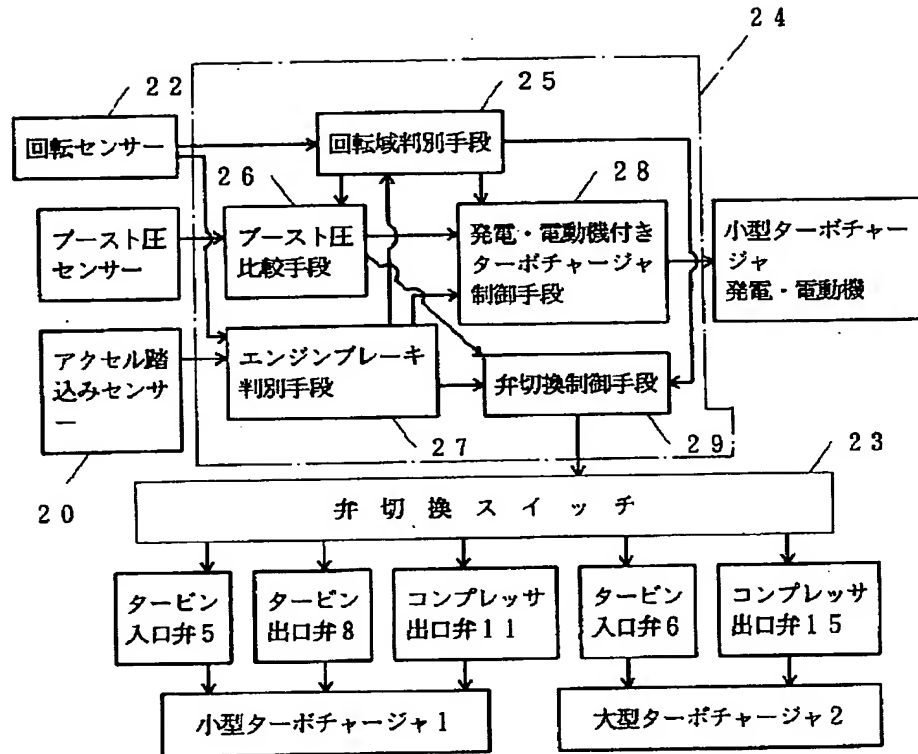 24
22
25
回転センサー
回転域判別手段
26
28
ブースト圧
センサー
ブースト圧
比較手段
発電・電動機付き
ターボチャージャ
制御手段
小型ターボチャー
ジャ
発電・電動機
アクセル踏
込みセンサ
ー
エンジンブレーキ
判別手段
弁切換制御手段
27
29
20
23
弁切換スイッチ
タービン
入口弁5
タービン
出口弁8
コンプレッサ
出口弁11
タービン
入口弁6
コンプレッサ
出口弁15
小型ターボチャージャ1
大型ターボチャージャ2